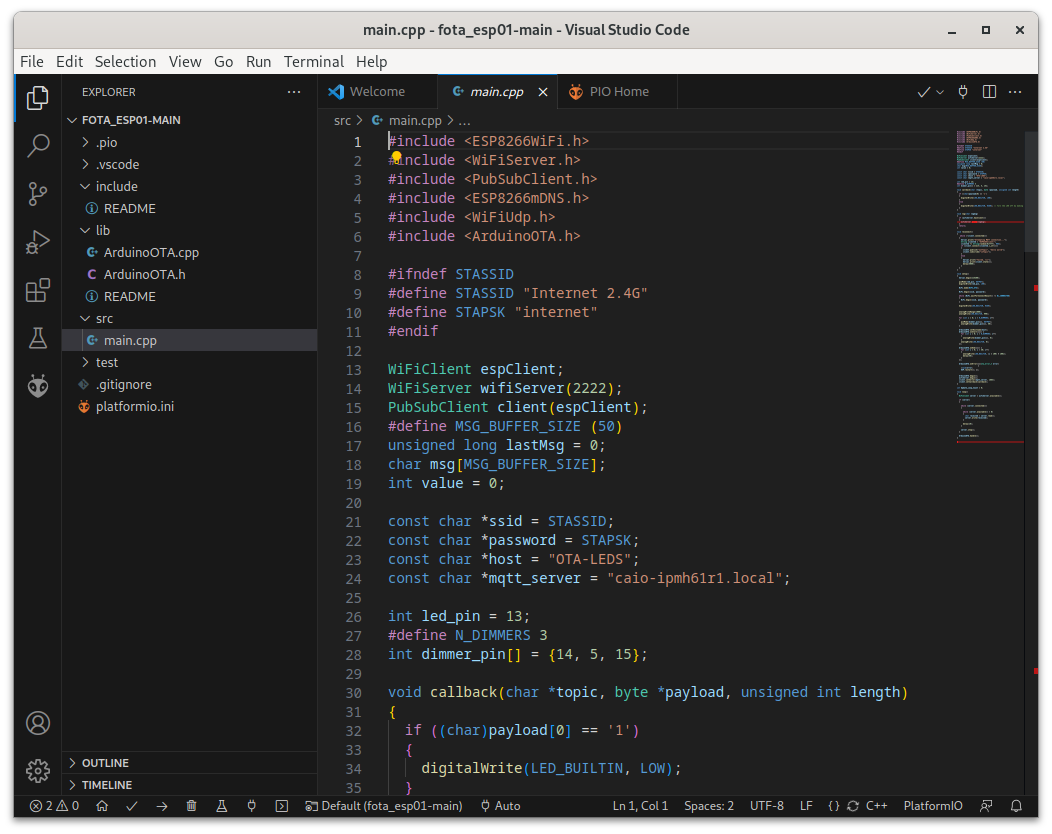 main.cpp - fota_esp01-main - Visual Studio Code
File Edit Selection View Go Run Terminal Help
EXPLORER
FOTA_ESP01-MAIN
.pio
.vscode
include
README
lib
ArduinoOTA.cpp
ArduinoOTA.h
README
src
main.cpp
test
.gitignore
platformio.ini
OUTLINE
TIMELINE
Welcome main.cpp PIO Home
src > main.cpp > ...
1 #include <ESP8266WiFi.h>
2 #include <WiFiServer.h>
3 #include <PubSubClient.h>
4 #include <ESP8266mDNS.h>
5 #include <WiFiUdp.h>
6 #include <ArduinoOTA.h>
7
8 #ifndef STASSID
9 #define STASSID "Internet 2.4G"
10 #define STAPSK "internet"
11 #endif
12
13 WiFiClient espClient;
14 WiFiServer wifiServer(2222);
15 PubSubClient client(espClient);
16 #define MSG_BUFFER_SIZE (50)
17 unsigned long lastMsg = 0;
18 char msg[MSG_BUFFER_SIZE];
19 int value = 0;
20
21 const char *ssid = STASSID;
22 const char *password = STAPSK;
23 const char *host = "OTA-LEDS";
24 const char *mqtt_server = "caio-ipmh61r1.local";
25
26 int led_pin = 13;
27 #define N_DIMMERS 3
28 int dimmer_pin[] = {14, 5, 15};
29
30 void callback(char *topic, byte *payload, unsigned int length)
31 {
32 if ((char)payload[0] == '1')
33 {
34 digitalWrite(LED_BUILTIN, LOW);
35 }
2 0 Default (fota_esp01-main) Auto Ln 1, Col 1 Spaces: 2 UTF-8 LF {} C++ PlatformIO